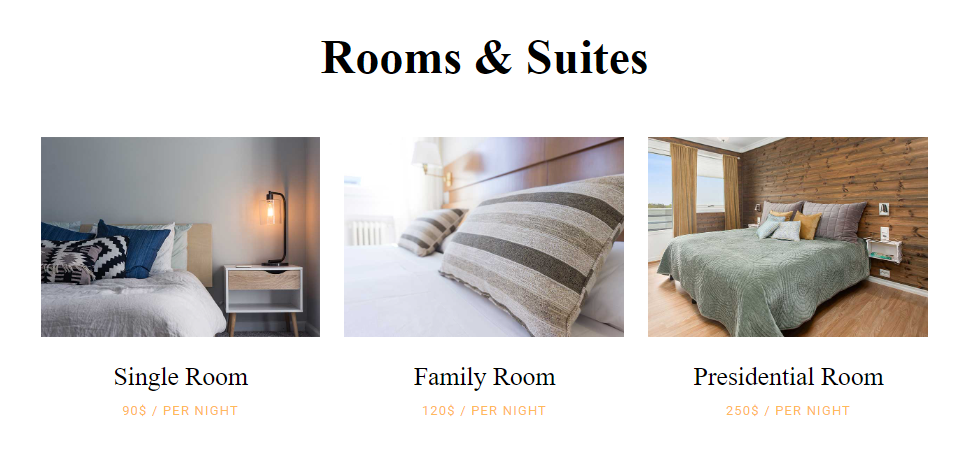 Rooms & Suites
Single Room
90$ / PER NIGHT
Family Room
120$ / PER NIGHT
Presidential Room
250$ / PER NIGHT